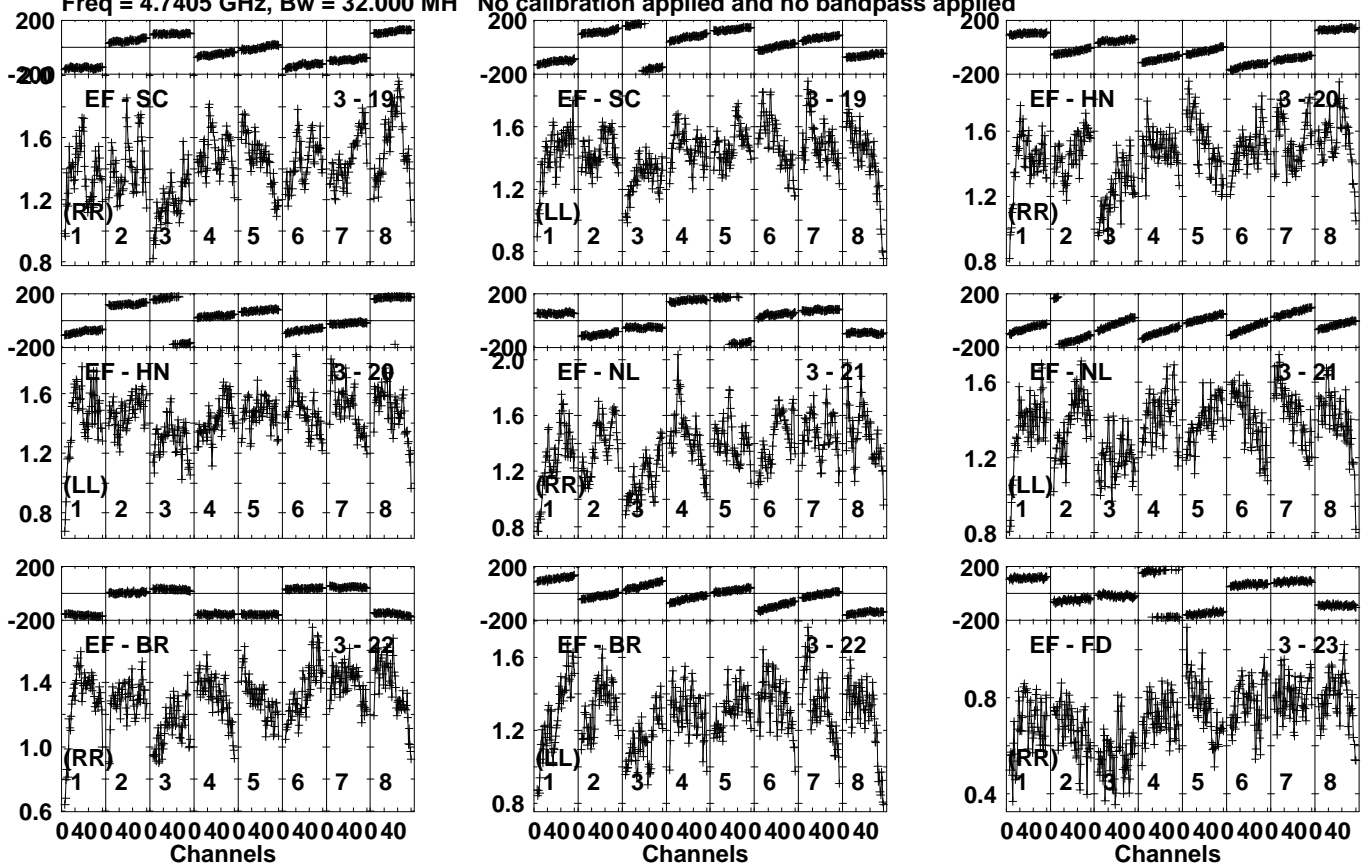 Freq = 4.7405 GHz, Bw = 32.000 MH No calibration applied and no bandpass applied
200 200 200
-200 -200 -200
2.0
EF - SC 3 - 19 EF - SC 3 - 19 EF - HN 3 - 20
1.6 1.6 1.6
1.2 1.2 1.2
(RR) (LL) (RR)
1 2 3 4 5 6 7 8 1 2 3 4 5 6 7 8 1 2 3 4 5 6 7 8
0.8 0.8 0.8
200 200 200
-200 -200 -200
2.0
EF - HN 3 - 20 EF - NL 3 - 21 EF - NL 3 - 21
1.6 1.6 1.6
1.2 1.2 1.2
(LL) (RR) (LL)
1 2 3 4 5 6 7 8 1 2 3 4 5 6 7 8 1 2 3 4 5 6 7 8
0.8 0.8 0.8
200 200 200
-200 -200 -200
EF - BR 3 - 22 EF - BR 3 - 22 EF - FD 3 - 23
1.4 1.6 0.8
1.0 1.2 0.4
(RR) (LL) (RR)
1 2 3 4 5 6 7 8 1 2 3 4 5 6 7 8 1 2 3 4 5 6 7 8
0.6 0.8
0 40 0 40 0 40 0 40 0 40 0 40 0 40 0 40 0 40 0 40 0 40 0 40 0 40 0 40 0 40 0 40 0 40 0 40 0 40 0 40 0 40 0 40 0 40 0 40
Channels Channels Channels